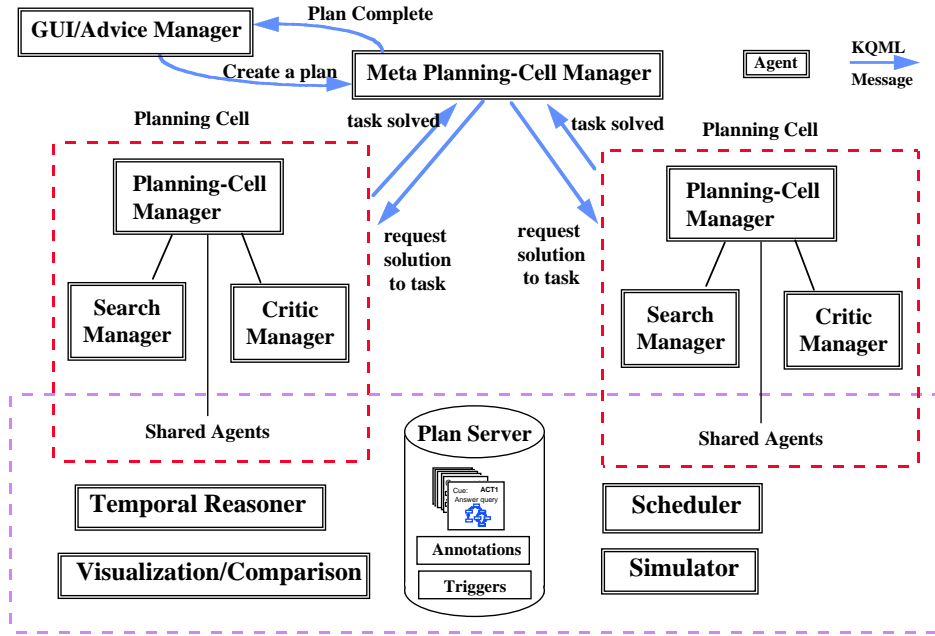 GUI/Advice Manager
Plan Complete
Create a plan
Meta Planning-Cell Manager
Agent
KQML
Message
Planning Cell
task solved
task solved
Planning Cell
Planning-Cell
Manager
request
solution
to task
request
solution
to task
Planning-Cell
Manager
Search
Manager
Critic
Manager
Search
Manager
Critic
Manager
Shared Agents
Plan Server
Shared Agents
Cue: ACT1
Answer query
Temporal Reasoner
Scheduler
Annotations
Visualization/Comparison
Triggers
Simulator